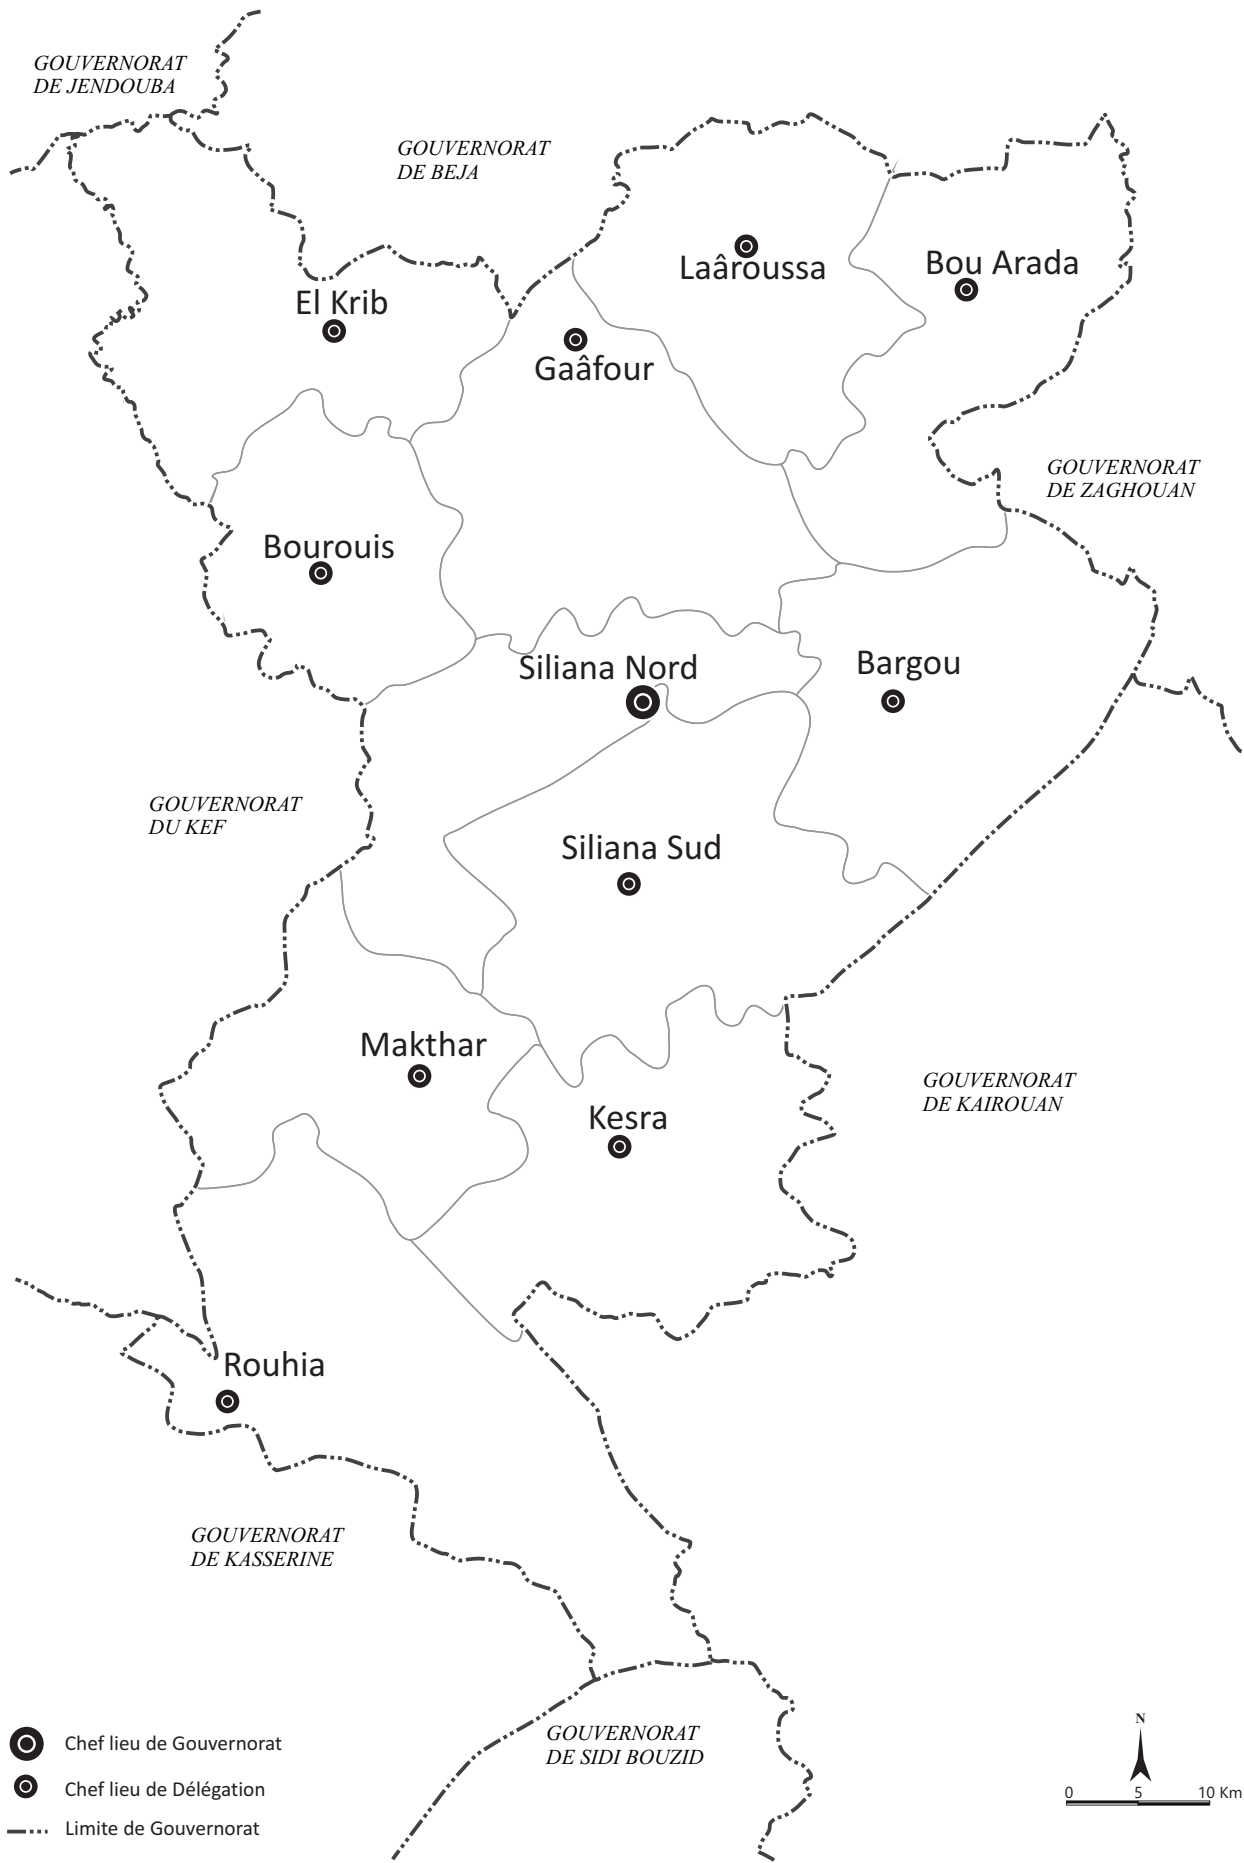 GOUVERNORAT
DE JENDOUBA
GOUVERNORAT
DE BEJA
Laâroussa
Bou Arada
El Krib
Gaâfour
GOUVERNORAT
DE ZAGHOUAN
Bourouis
Siliana Nord
Bargou
GOUVERNORAT
DU KEF
Siliana Sud
Makthar
GOUVERNORAT
DE KAIROUAN
Kesra
Rouhia
GOUVERNORAT
DE KASSERINE
GOUVERNORAT
DE SIDI BOUZID
Chef lieu de Gouvernorat
Chef lieu de Délégation
Limite de Gouvernorat
N
0 5 10 Km